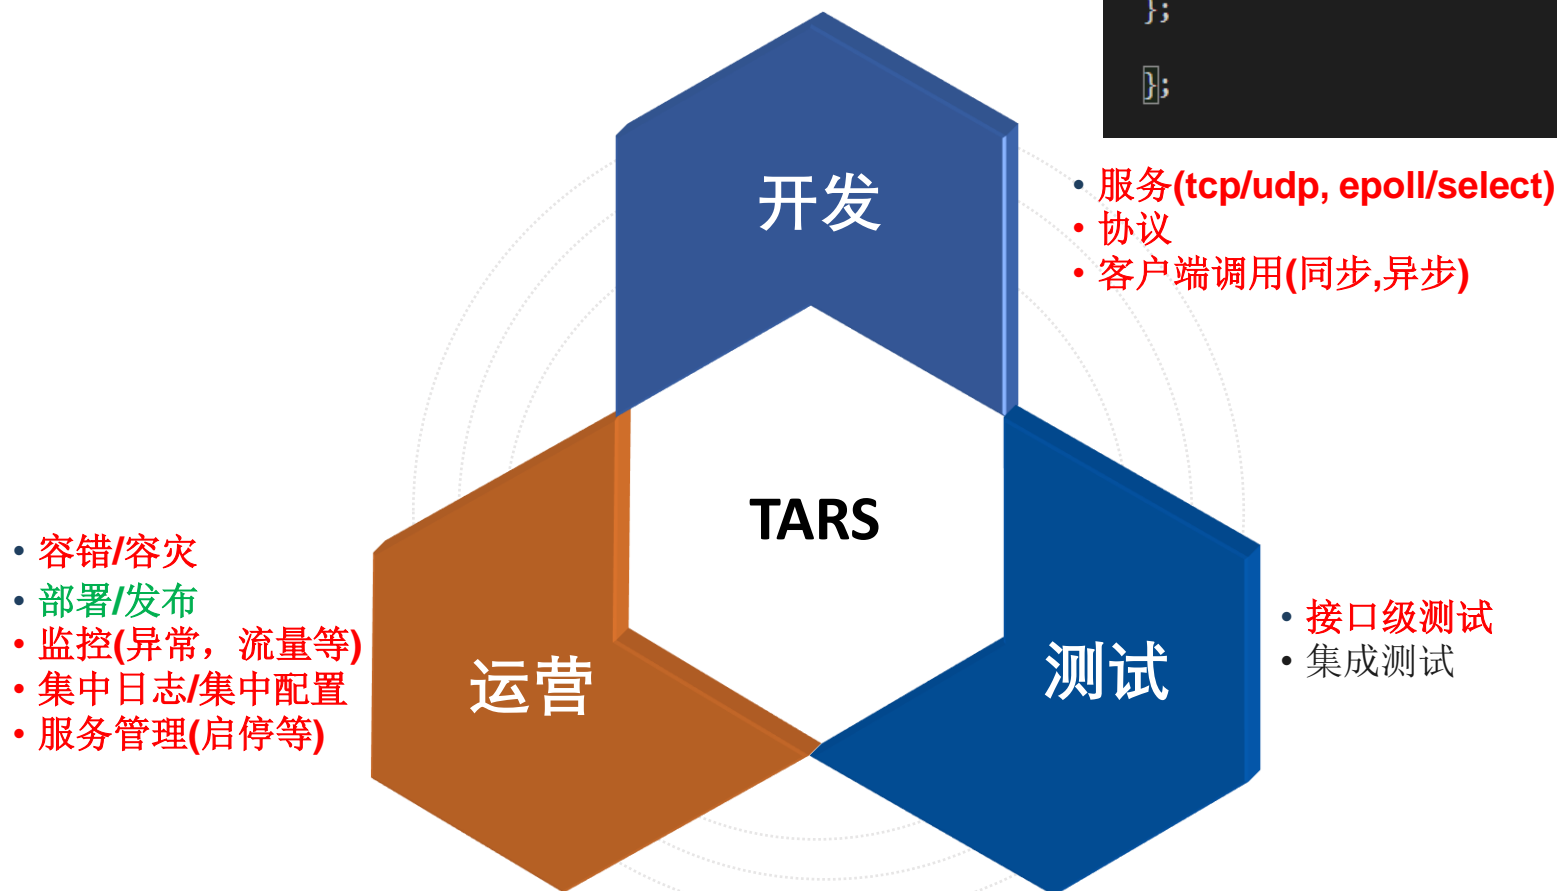 };
};
开发
• 服务(tcp/udp, epoll/select)
• 协议
• 客户端调用(同步,异步)
TARS
• 容错/容灾
• 部署/发布
• 监控(异常，流量等)
• 集中日志/集中配置
• 服务管理(启停等)
运营
测试
• 接口级测试
• 集成测试